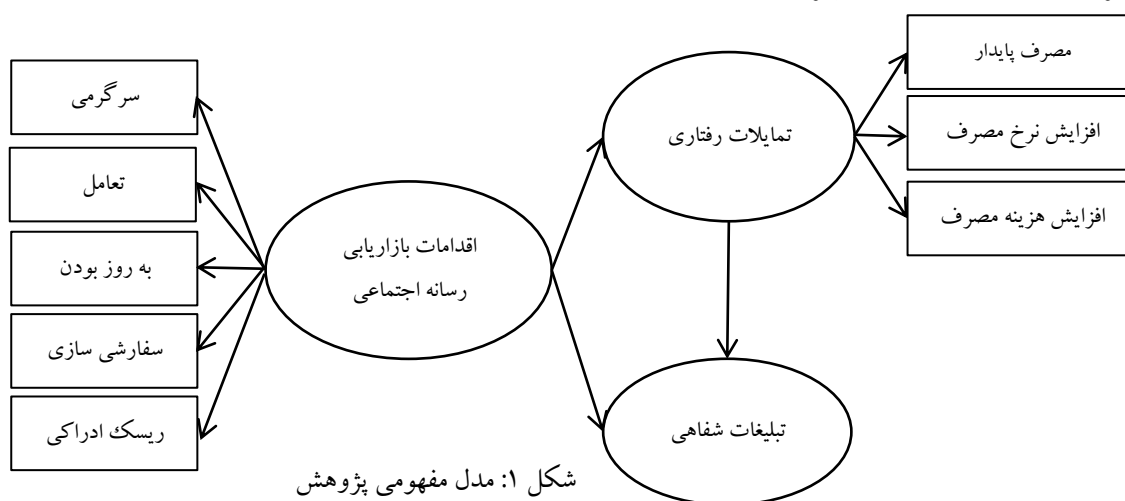 مصرف پایدار
افزایش نرخ مصرف
افزایش هزینه مصرف
تمایلات رفتاری
اقدامات بازاریابی
رسانه اجتماعی
تبلیغات شفاهی
سرگرمی
تعامل
به روز بودن
سفارشی سازی
ریسک ادراکی
شکل ۱: مدل مفهومی پژوهش